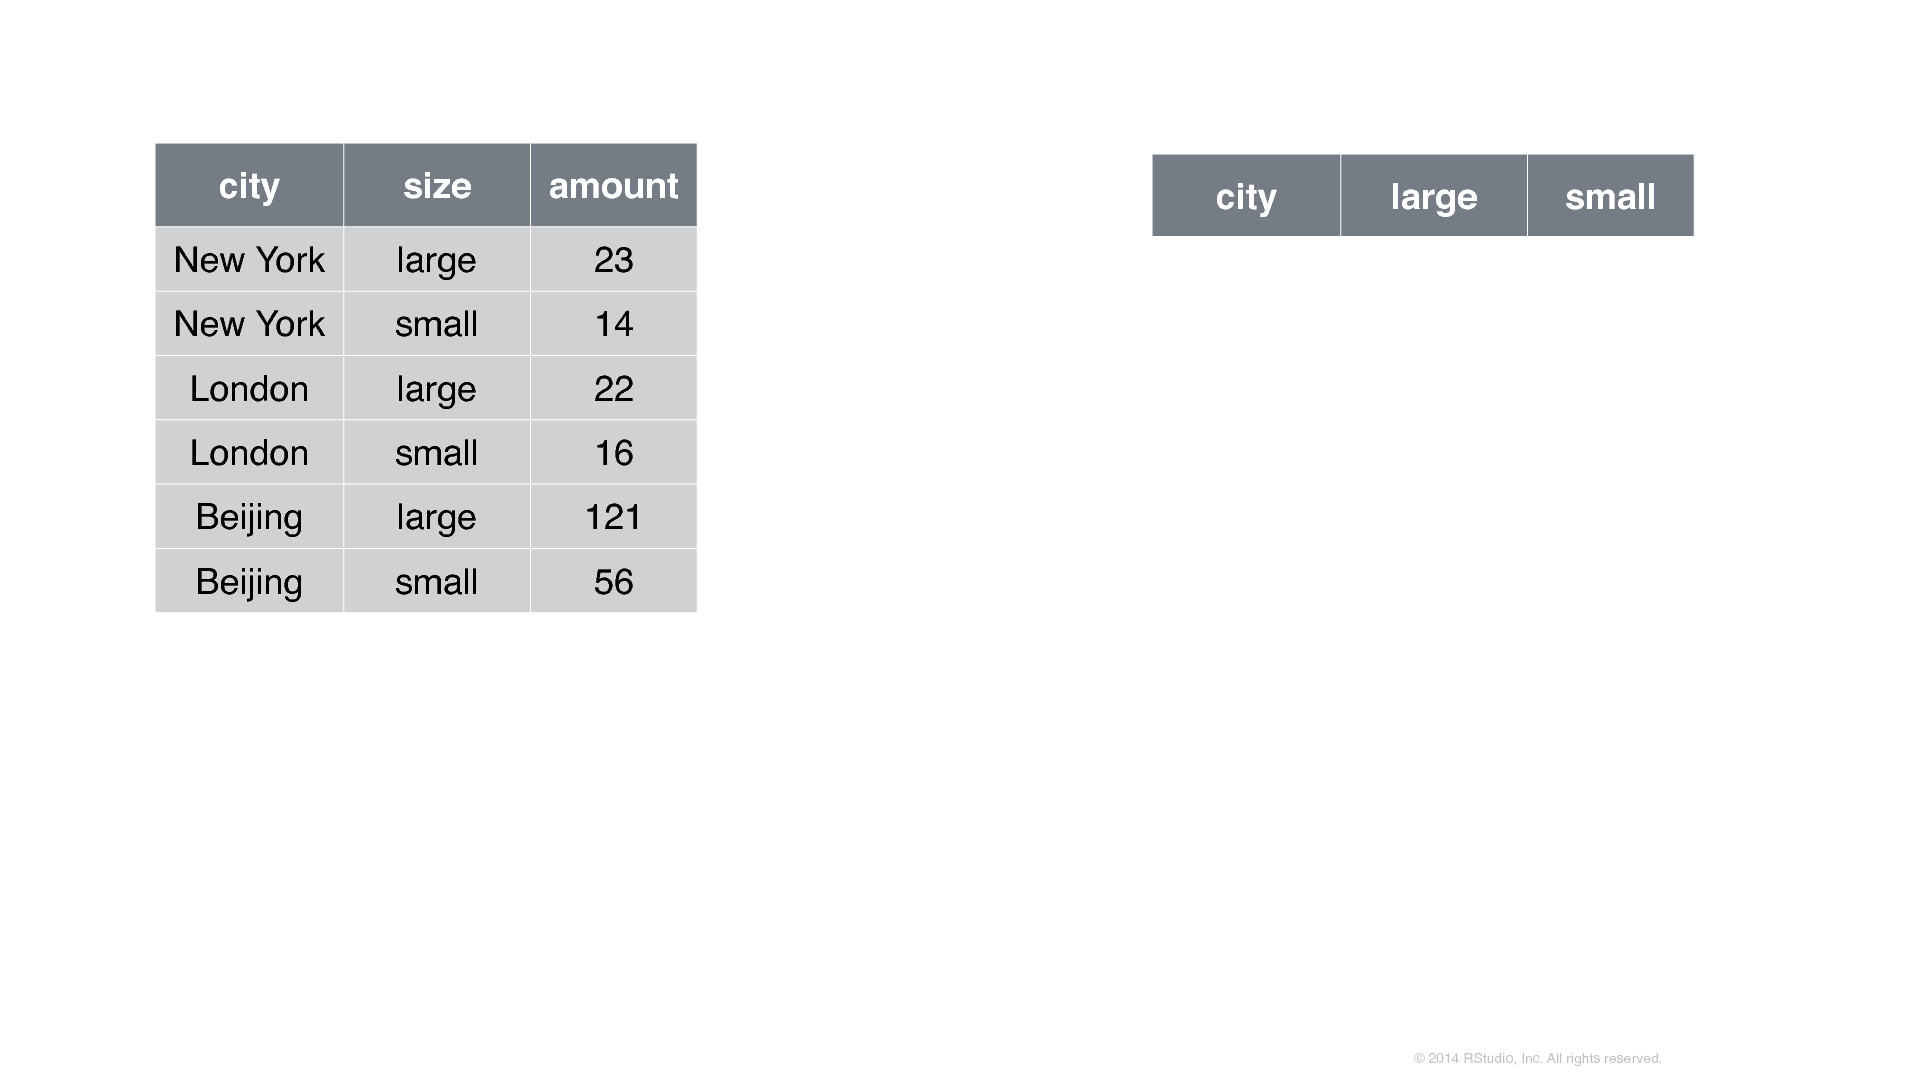 city size amount
New York large 23
New York small 14
London large 22
London small 16
Beijing large 121
Beijing small 56
city large small
© 2014 RStudio, Inc. All rights reserved.